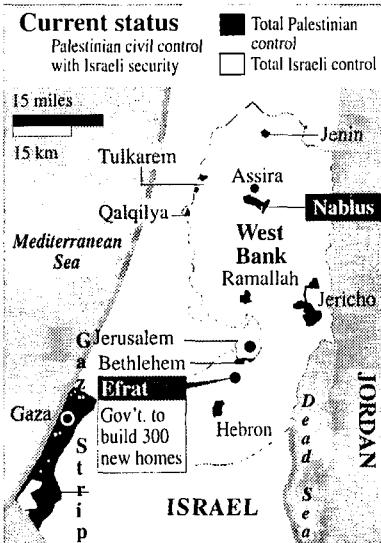 Current status
Palestinian civil control
with Israeli security
Total Palestinian
control
Total Israeli control
15 miles
15 km
Jenin
Tulkarem
Assira
Nablus
Qalqilya
Mediterranean
Sea
West
Bank
Ramallah
Jericho
Jerusalem
Bethlehem
Efrat
Gov't. to
build 300
new homes
Hebron
Gaza
Gaza Strip
Dead Sea
JORDAN
ISRAEL